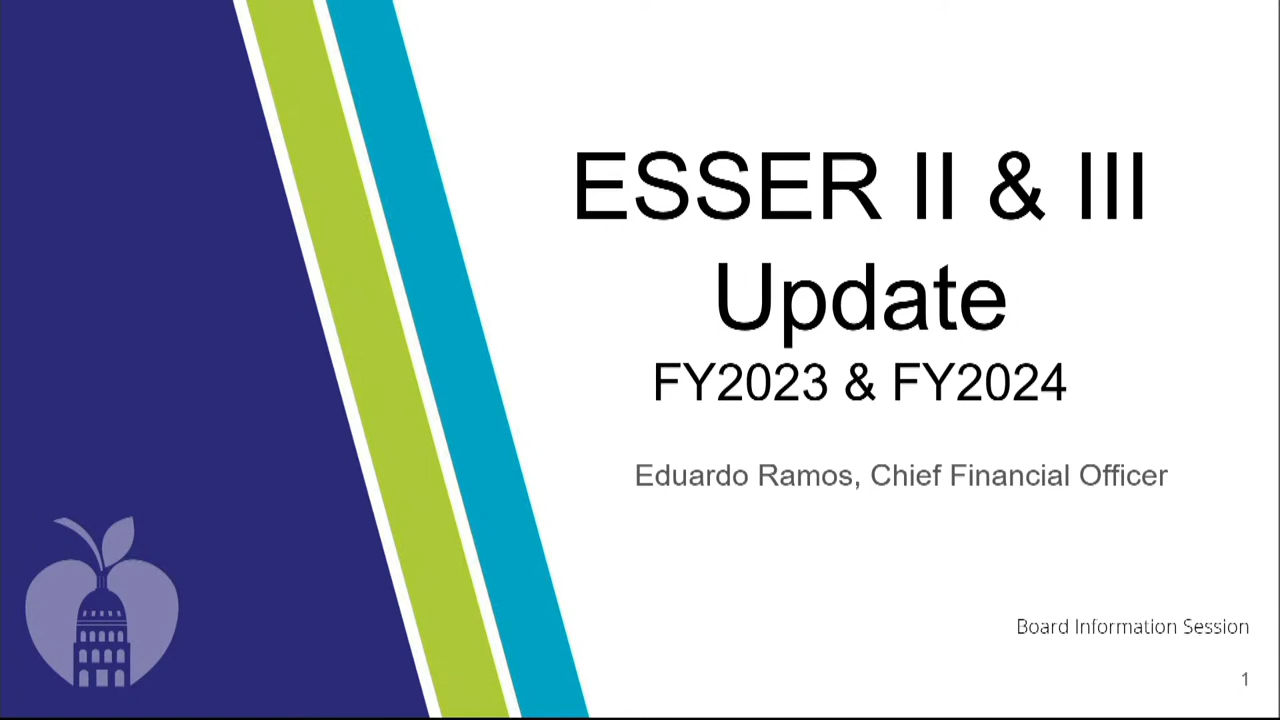 ESSER II & III
Update
FY2023 & FY2024
Eduardo Ramos, Chief Financial Officer
Board Information Session
1